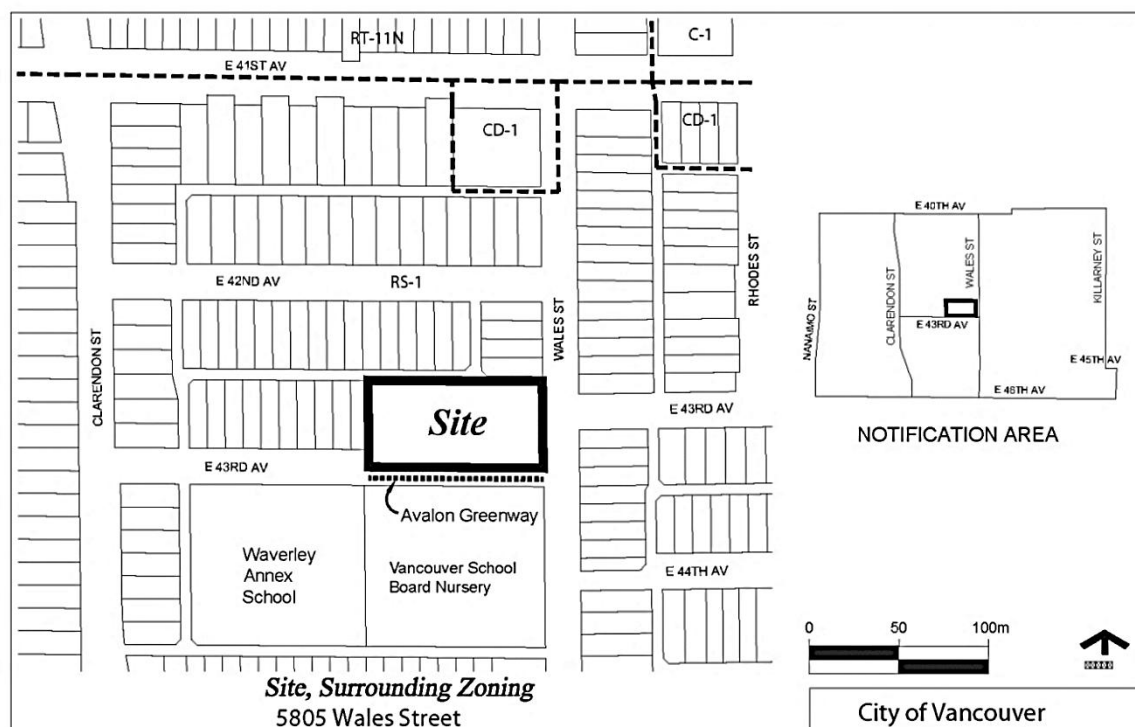 RT-11N
C-1
E 41ST AV
CD-1
CD-1
E 42ND AV
RS-1
CLARENDON ST
WALES ST
RHODES ST
Site
E 43RD AV
E 43RD AV
Avalon Greenway
Waverley
Annex
School
Vancouver School
Board Nursery
E 44TH AV
E 40TH AV
NANAIMO ST
CLARENDON ST
WALES ST
KILLARNEY ST
E 43RD AV
E 45TH AV
E 46TH AV
NOTIFICATION AREA
0 50 100m
Site, Surrounding Zoning
5805 Wales Street
City of Vancouver